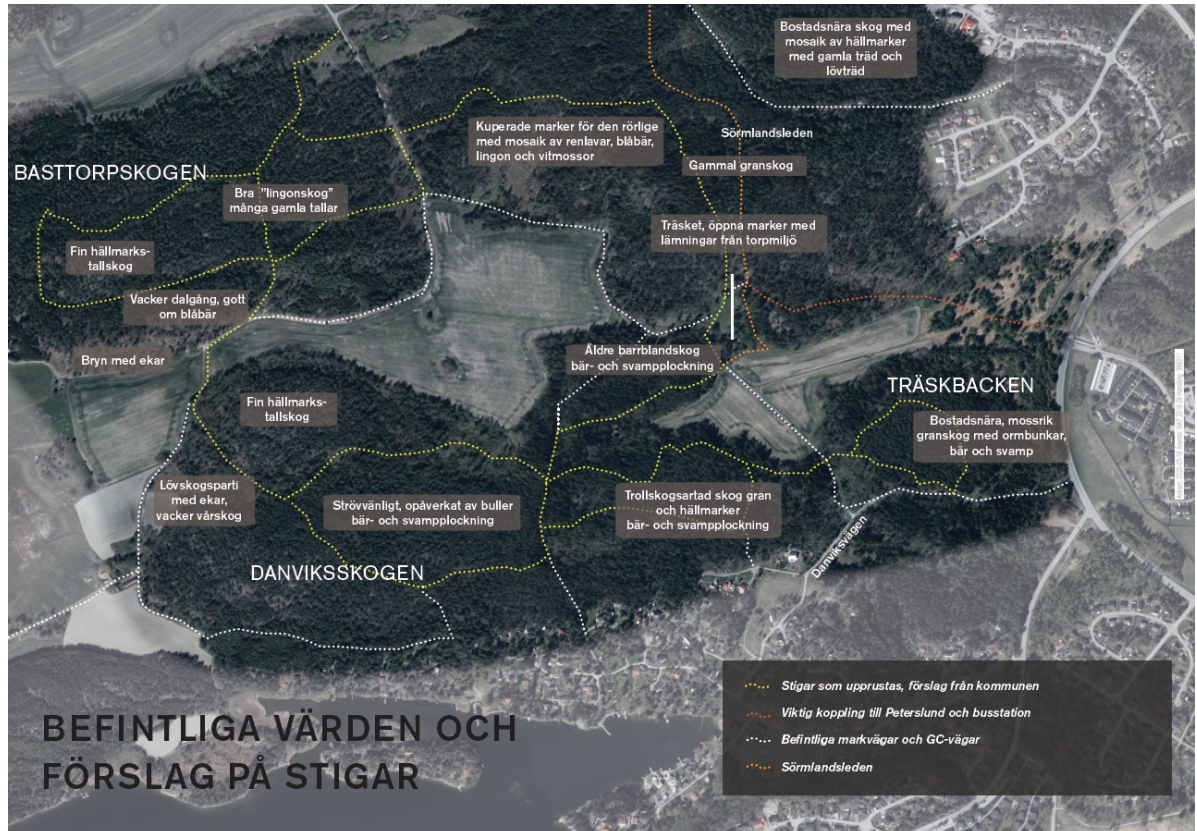 Bostadsnära skog med
mosaik av hällmarker
med gamla träd och
lövträd
Kuperade marker för den rörlige
med mosaik av renlavar, blåbär,
lingon och vitmossor
Sörmlandsleden
Gammal granskog
BASTTORPSKOGEN
Bra "lingonskog"
många gamla tallar
Träsket, öppna marker med
lämningar från torpmiljö
Fin hällmarks-
tallskog
Vacker dalgång, gott
om blåbär
Bryn med ekar
Äldre barrblandskog
bär- och svampplockning
TRÄSKBACKEN
Fin hällmarks-
tallskog
Bostadsnära, mossrik
granskog med ormbunkar,
bär och svamp
Lövskogsparti
med ekar,
vacker vårskog
Strövvänligt, opåverkat av buller
bär- och svampplockning
Trollskogsartad skog gran
och hällmarker
bär- och svampplockning
Danviksvägen
DANVIKSSKOGEN
Stigar som upprustas, förslag från kommunen
Viktig koppling till Peterslund och busstation
Befintliga markvägar och GC-vägar
Sörmlandsleden
BEFINTLIGA VÄRDEN OCH
FÖRSLAG PÅ STIGAR